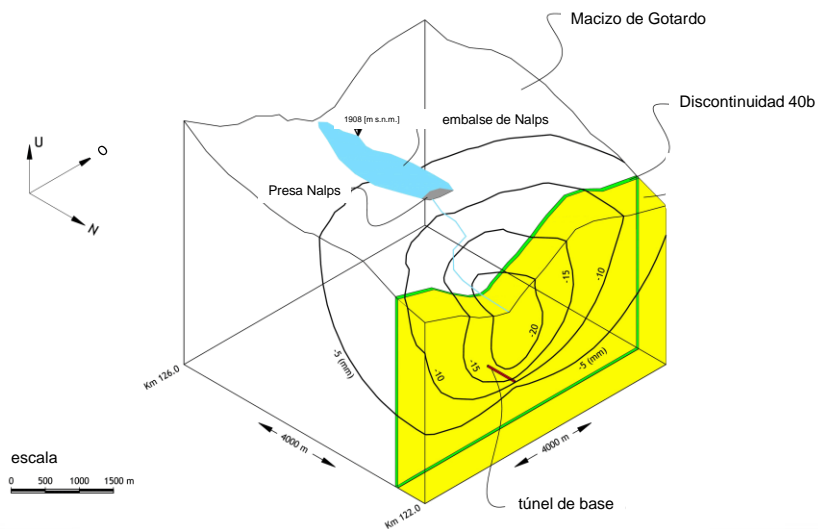 Macizo de Gotardo
Discontinuidad 40b
1908 [m s.n.m.]
embalse de Nalps
U
O
N
Presa Nalps
-15
-10
-20
-5 (mm)
-15
-10
-5 (mm)
Km 126.0
4000 m
4000 m
escala
0 500 1000 1500 m
Km 122.0
túnel de base